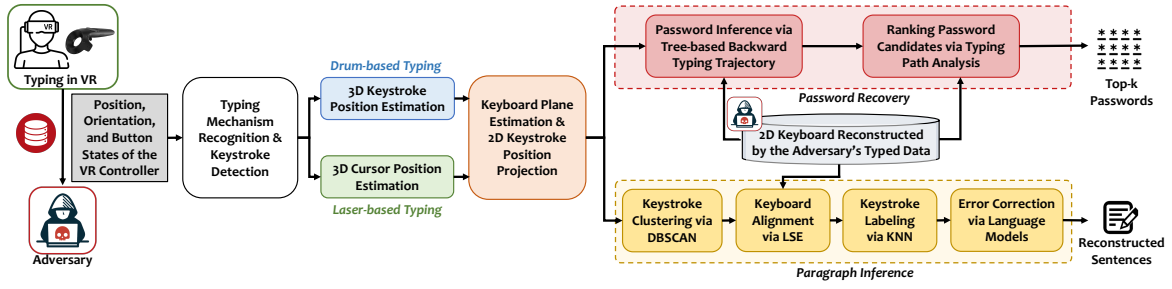 VR
Typing in VR
Position,
Orientation,
and Button
States of the
VR Controller
Adversary
Typing
Mechanism
Recognition &
Keystroke
Detection
Drum-based Typing
3D Keystroke
Position Estimation
3D Cursor Position
Estimation
Laser-based Typing
Keyboard Plane
Estimation &
2D Keystroke
Position
Projection
Password Inference via
Tree-based Backward
Typing Trajectory
Ranking Password
Candidates via Typing
Path Analysis
Password Recovery
* * * *
* * * *
* * * *
Top-k
Passwords
2D Keyboard Reconstructed
by the Adversary's Typed Data
Keystroke
Clustering via
DBSCAN
Keyboard
Alignment
via LSE
Keystroke
Labeling
via KNN
Error Correction
via Language
Models
Paragraph Inference
Reconstructed
Sentences